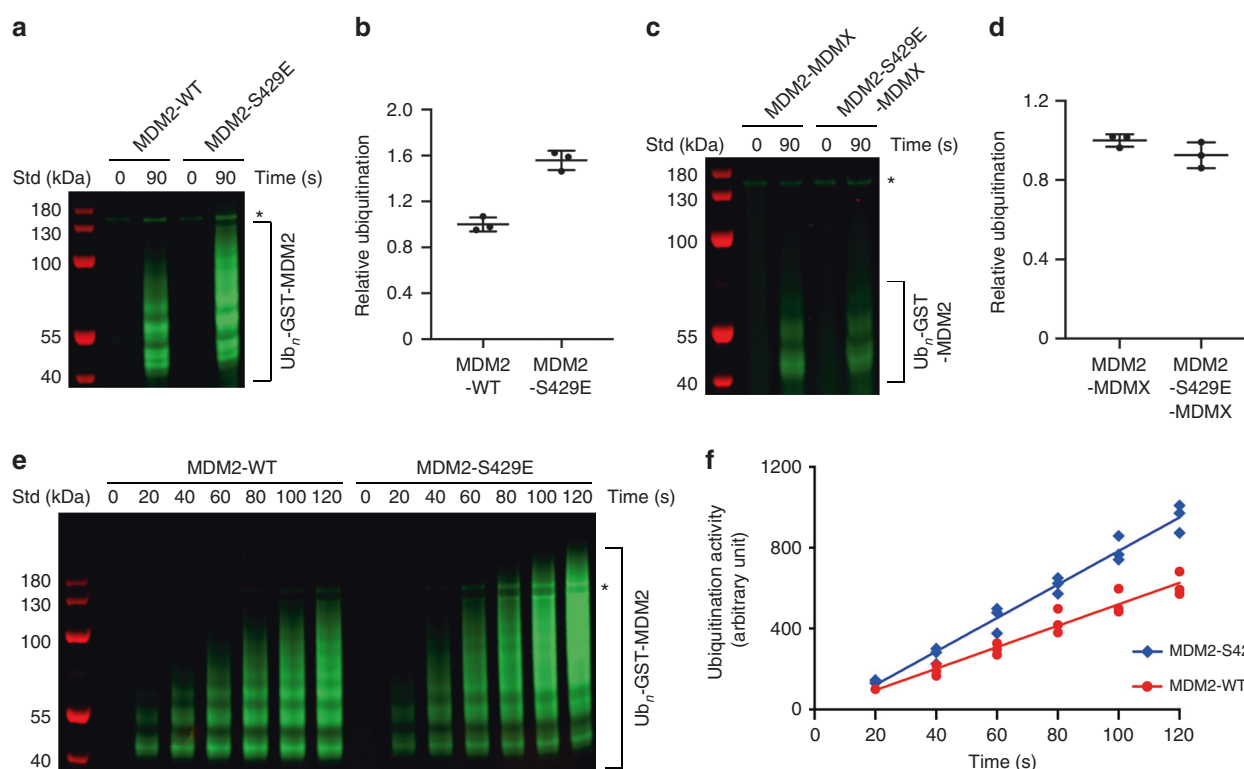 a
MDM2-WT
MDM2-S429E
0 90 0 90 Time (s)
Std (kDa)
180
130
100
55
40
*
Ubn-GST-MDM2
b
Relative ubiquitination
2.0
1.6
1.2
0.8
0.4
0
MDM2
-WT
MDM2
-S429E
c
MDM2-MDMX
MDM2-S429E
-MDMX
Std (kDa) 0 90 0 90 Time (s)
180
130
100
55
40
*
Ubn-GST
-MDM2
d
Relative ubiquitination
1.2
0.8
0.4
0
MDM2
-MDMX
MDM2
-S429E
-MDMX
e
MDM2-WT
MDM2-S429E
Std (kDa) 0 20 40 60 80 100 120 0 20 40 60 80 100 120 Time (s)
180
130
100
55
40
*
Ubn-GST-MDM2
f
Ubiquitination activity
(arbitrary unit)
1200
800
400
0
0 20 40 60 80 100 120
Time (s)
MDM2-S42
MDM2-WT